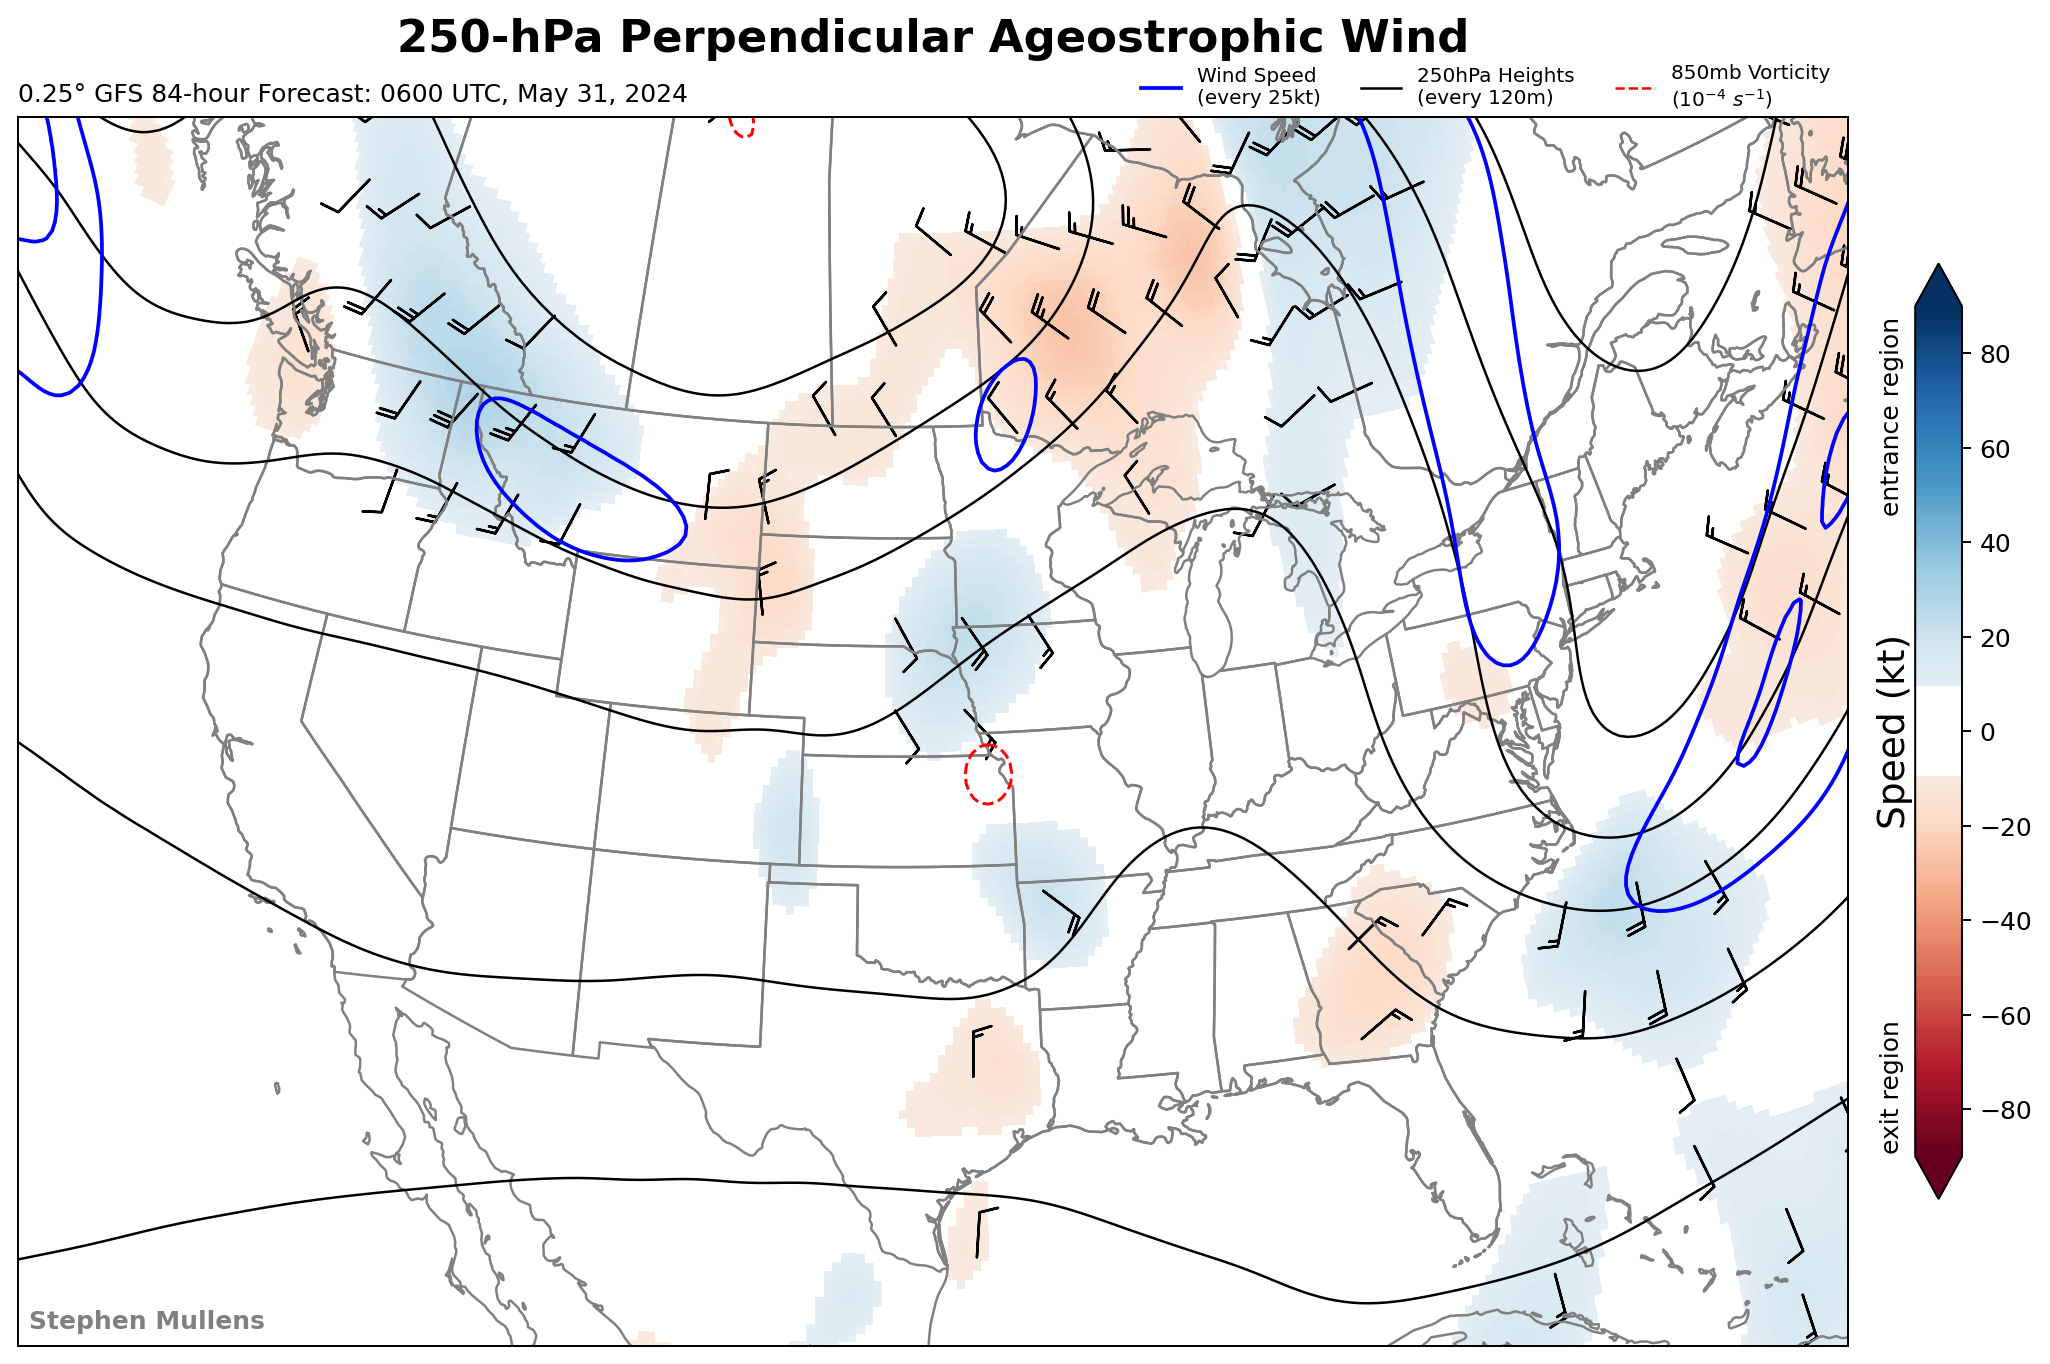 250-hPa Perpendicular Ageostrophic Wind
0.25° GFS 84-hour Forecast: 0600 UTC, May 31, 2024
Wind Speed
(every 25kt)
250hPa Heights
(every 120m)
850mb Vorticity
(10⁻⁴ s⁻¹)
entrance region
Speed (kt)
exit region
80
60
40
20
0
−20
−40
−60
−80
Stephen Mullens